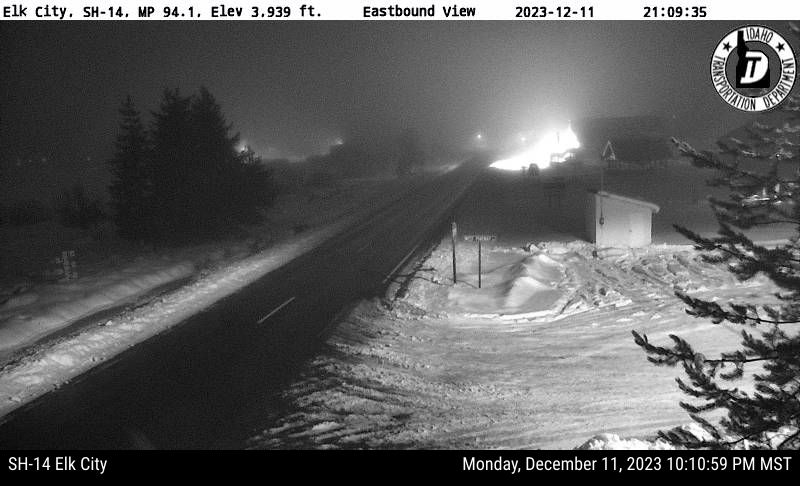 Elk City, SH-14, MP 94.1, Elev 3,939 ft. Eastbound View 2023-12-11 21:09:35
IDAHO
TRANSPORTATION DEPARTMENT
SH-14 Elk City Monday, December 11, 2023 10:10:59 PM MST